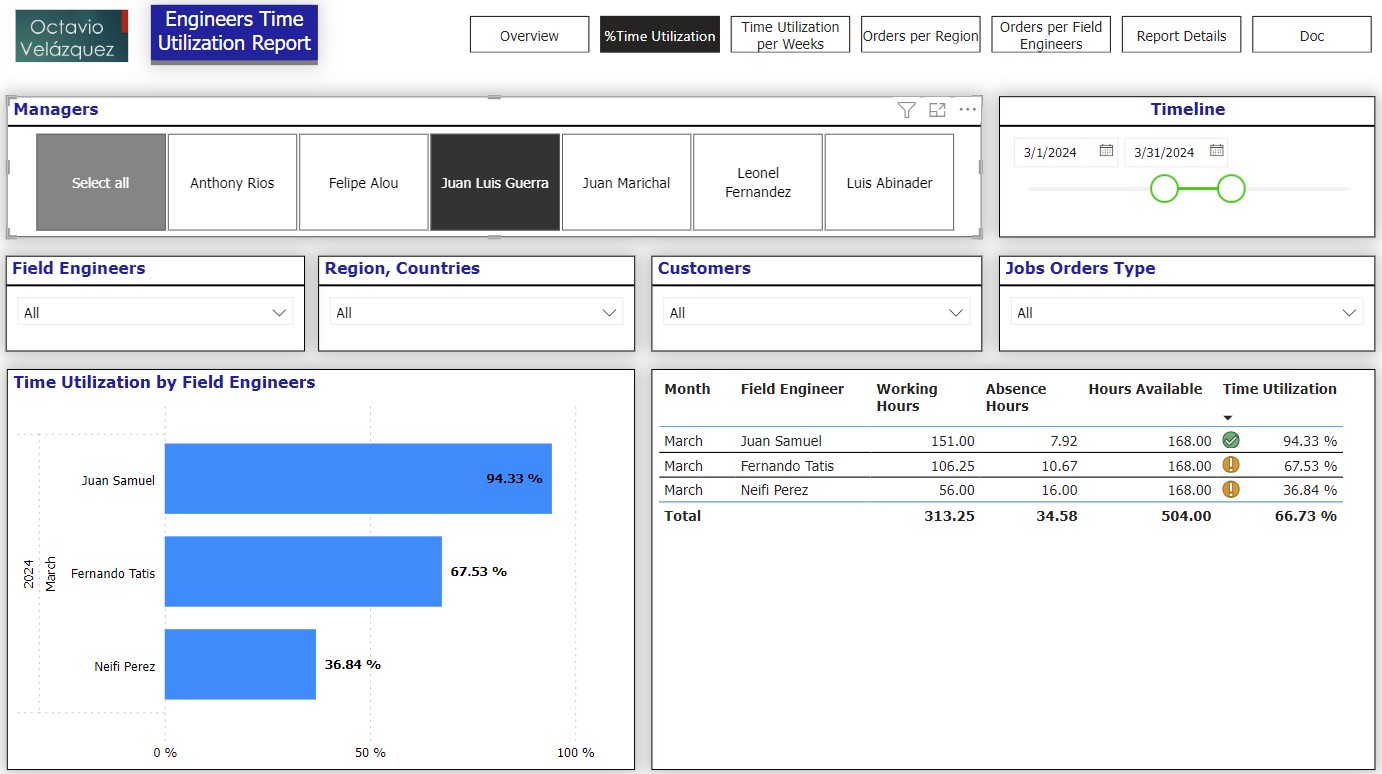 Octavio
Velázquez
Engineers Time
Utilization Report
Overview
%Time Utilization
Time Utilization
per Weeks
Orders per Region
Orders per Field
Engineers
Report Details
Doc
Managers
Select all
Anthony Rios
Felipe Alou
Juan Luis Guerra
Juan Marichal
Leonel
Fernandez
Luis Abinader
Timeline
3/1/2024
3/31/2024
Field Engineers
All
Region, Countries
All
Customers
All
Jobs Orders Type
All
Time Utilization by Field Engineers
2024
March
Juan Samuel
94.33 %
Fernando Tatis
67.53 %
Neifi Perez
36.84 %
0 %
50 %
100 %
Month Field Engineer Working Hours Absence Hours Hours Available Time Utilization
March Juan Samuel 151.00 7.92 168.00 94.33 %
March Fernando Tatis 106.25 10.67 168.00 67.53 %
March Neifi Perez 56.00 16.00 168.00 36.84 %
Total 313.25 34.58 504.00 66.73 %